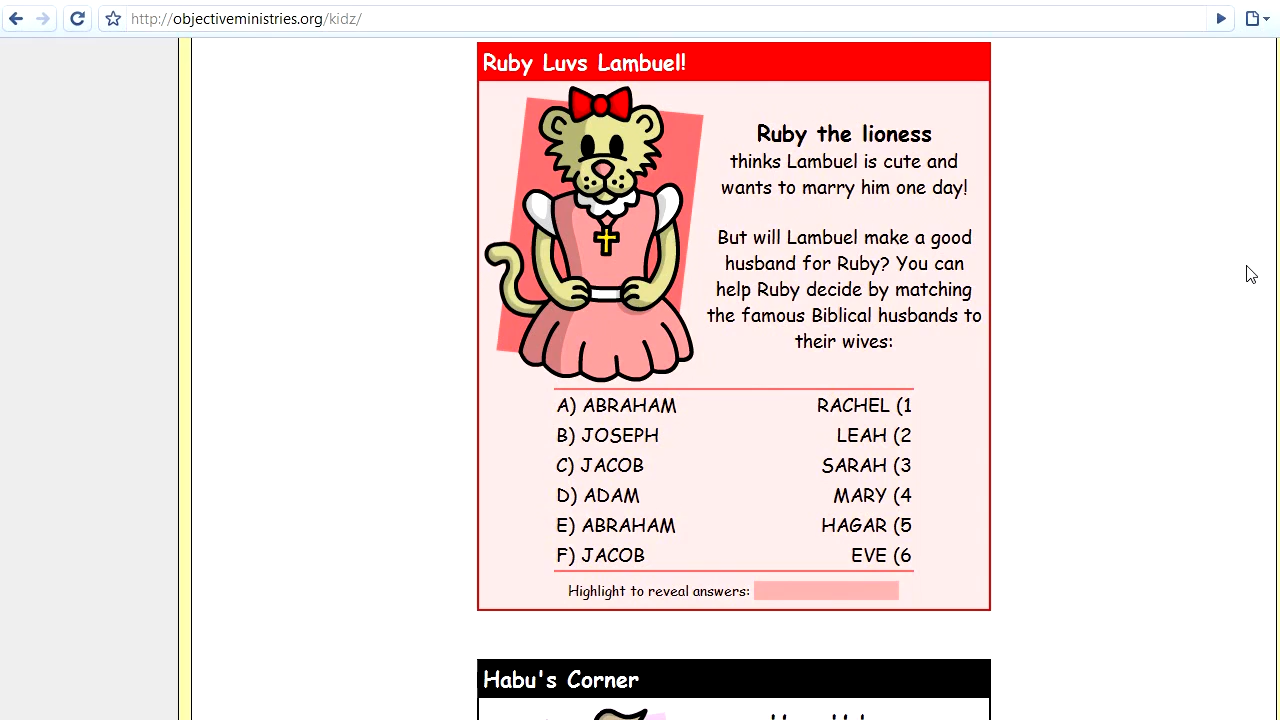 http://objectiveministries.org/kidz/
Ruby Luvs Lambuel!
Ruby the lioness
thinks Lambuel is cute and
wants to marry him one day!
But will Lambuel make a good
husband for Ruby? You can
help Ruby decide by matching
the famous Biblical husbands to
their wives:
A) ABRAHAM RACHEL (1
B) JOSEPH LEAH (2
C) JACOB SARAH (3
D) ADAM MARY (4
E) ABRAHAM HAGAR (5
F) JACOB EVE (6
Highlight to reveal answers:
Habu's Corner